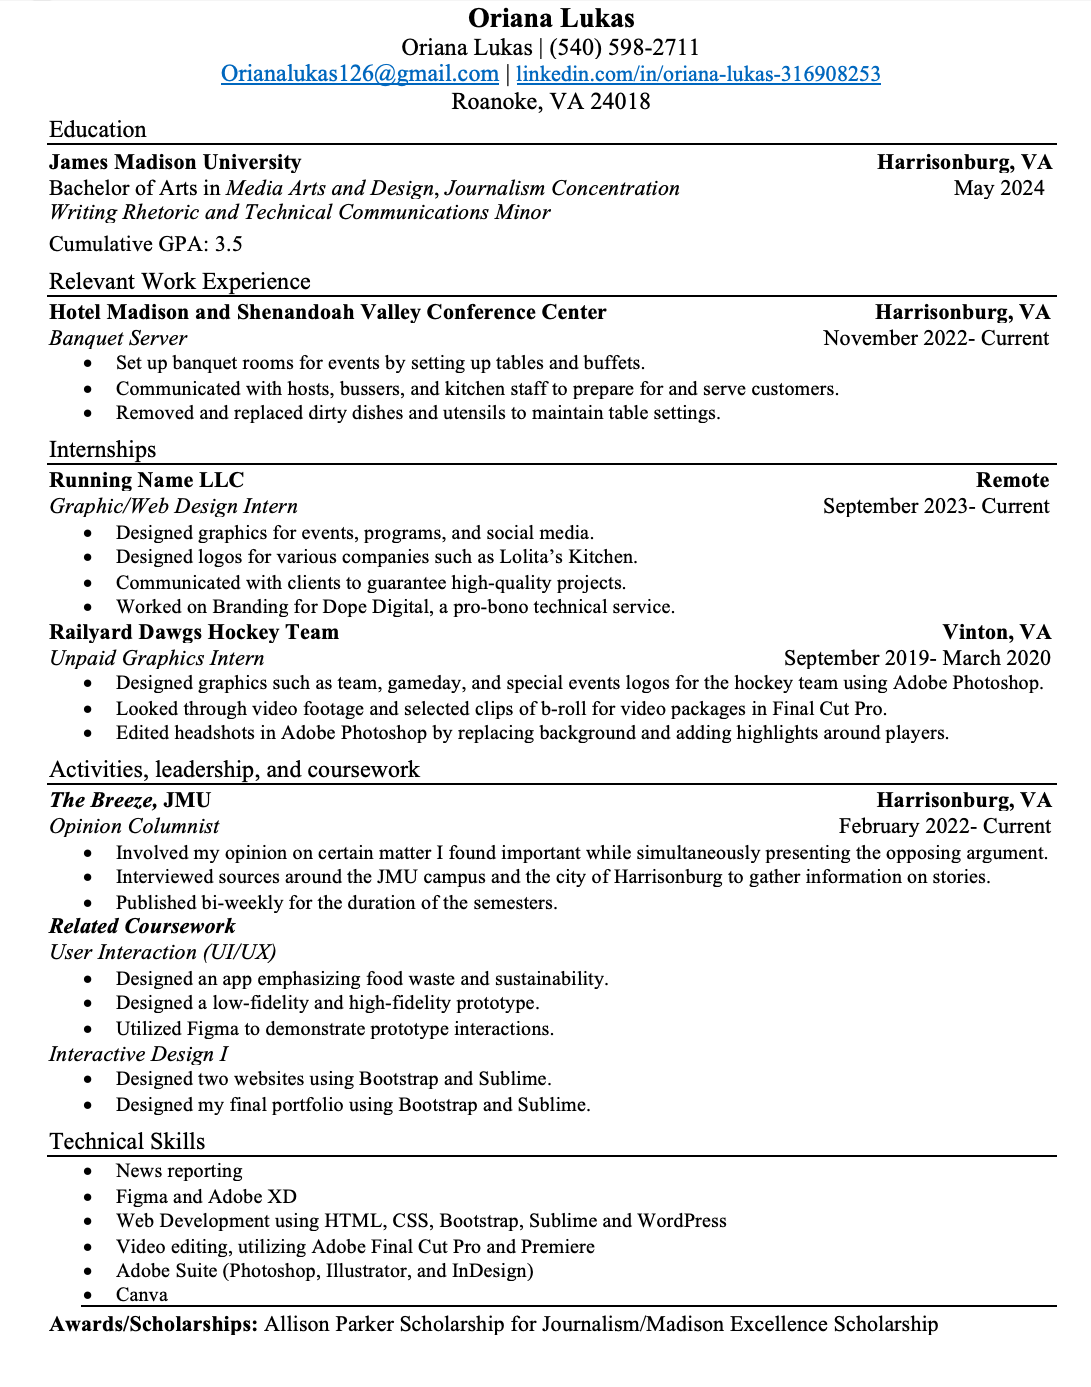 Oriana Lukas
Oriana Lukas | (540) 598-2711
Orianalukas126@gmail.com | linkedin.com/in/oriana-lukas-316908253
Roanoke, VA 24018
Education
James Madison University Harrisonburg, VA
Bachelor of Arts in Media Arts and Design, Journalism Concentration May 2024
Writing Rhetoric and Technical Communications Minor
Cumulative GPA: 3.5
Relevant Work Experience
Hotel Madison and Shenandoah Valley Conference Center Harrisonburg, VA
Banquet Server November 2022- Current
• Set up banquet rooms for events by setting up tables and buffets.
• Communicated with hosts, bussers, and kitchen staff to prepare for and serve customers.
• Removed and replaced dirty dishes and utensils to maintain table settings.
Internships
Running Name LLC Remote
Graphic/Web Design Intern September 2023- Current
• Designed graphics for events, programs, and social media.
• Designed logos for various companies such as Lolita’s Kitchen.
• Communicated with clients to guarantee high-quality projects.
• Worked on Branding for Dope Digital, a pro-bono technical service.
Railyard Dawgs Hockey Team Vinton, VA
Unpaid Graphics Intern September 2019- March 2020
• Designed graphics such as team, gameday, and special events logos for the hockey team using Adobe Photoshop.
• Looked through video footage and selected clips of b-roll for video packages in Final Cut Pro.
• Edited headshots in Adobe Photoshop by replacing background and adding highlights around players.
Activities, leadership, and coursework
The Breeze, JMU Harrisonburg, VA
Opinion Columnist February 2022- Current
• Involved my opinion on certain matter I found important while simultaneously presenting the opposing argument.
• Interviewed sources around the JMU campus and the city of Harrisonburg to gather information on stories.
• Published bi-weekly for the duration of the semesters.
Related Coursework
User Interaction (UI/UX)
• Designed an app emphasizing food waste and sustainability.
• Designed a low-fidelity and high-fidelity prototype.
• Utilized Figma to demonstrate prototype interactions.
Interactive Design I
• Designed two websites using Bootstrap and Sublime.
• Designed my final portfolio using Bootstrap and Sublime.
Technical Skills
• News reporting
• Figma and Adobe XD
• Web Development using HTML, CSS, Bootstrap, Sublime and WordPress
• Video editing, utilizing Adobe Final Cut Pro and Premiere
• Adobe Suite (Photoshop, Illustrator, and InDesign)
• Canva
Awards/Scholarships: Allison Parker Scholarship for Journalism/Madison Excellence Scholarship